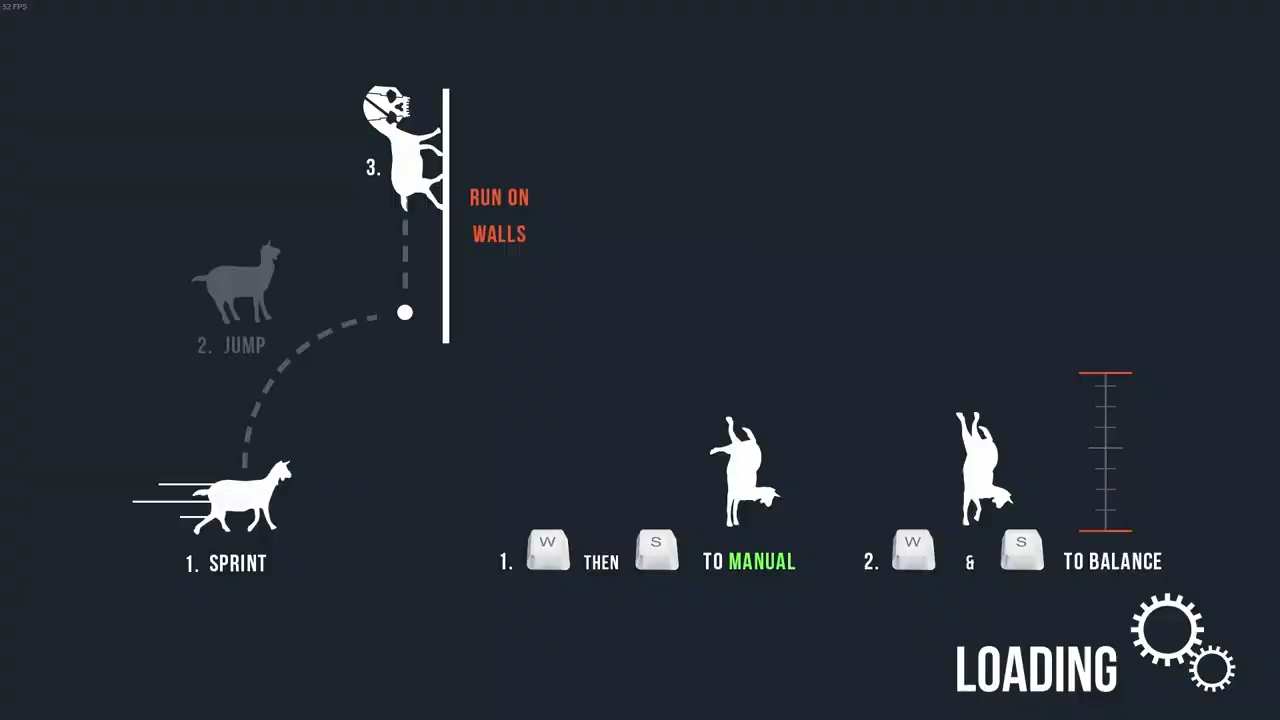 52 FPS
3.
RUN ON
WALLS
2. JUMP
1. SPRINT
1. W THEN S TO MANUAL
2. W & S TO BALANCE
LOADING